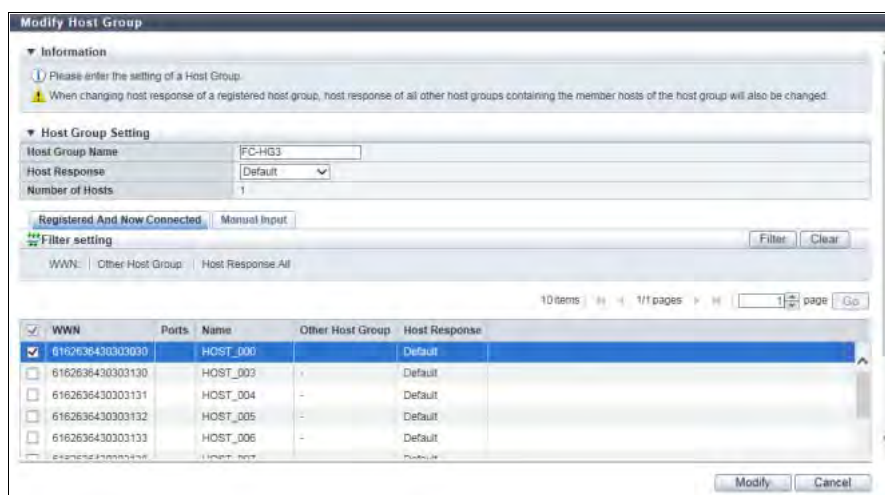 Modify Host Group
Information
Please enter the setting of a Host Group.
When changing host response of a registered host group, host response of all other host groups containing the member hosts of the host group will also be changed.
Host Group Setting
Host Group Name FC-HG3
Host Response Default
Number of Hosts 1
Registered And Now Connected Manual Input
Filter setting Filter Clear
WWN: Other Host Group: Host Response:All
10 items 1/1 pages 1 page Go
WWN Ports Name Other Host Group Host Response
6162636430303030 HOST_000 Default
6162636430303130 HOST_003 - Default
6162636430303131 HOST_004 - Default
6162636430303132 HOST_005 - Default
6162636430303133 HOST_006 - Default
HOST_007 Default
Modify Cancel